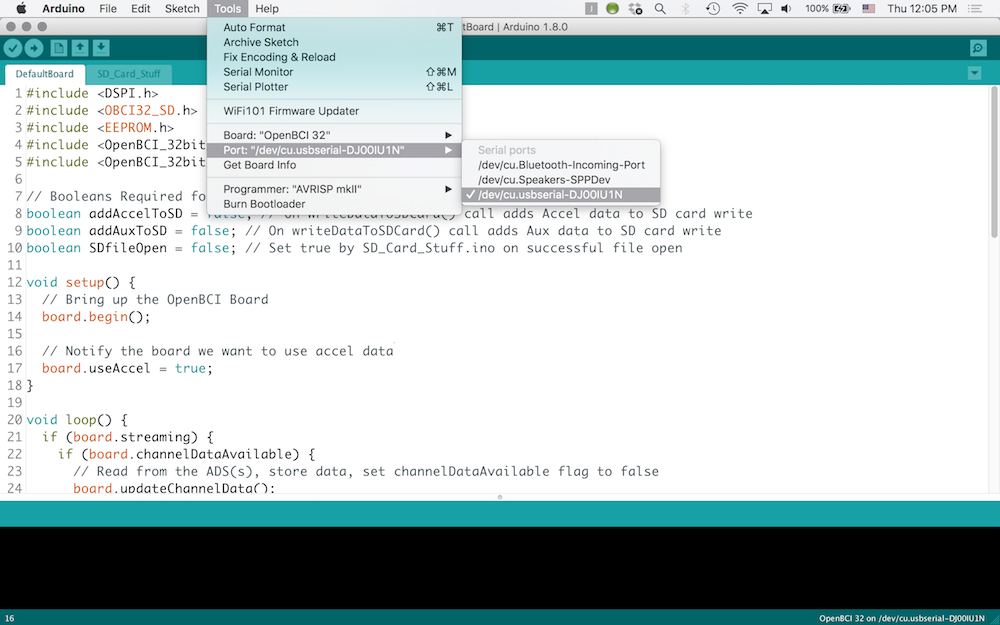 Arduino File Edit Sketch Tools Help 100% Thu 12:05 PM
tBoard | Arduino 1.8.0
DefaultBoard SD_Card_Stuff
Auto Format ⌘T
Archive Sketch
Fix Encoding & Reload
Serial Monitor ⇧⌘M
Serial Plotter ⇧⌘L
WiFi101 Firmware Updater
Board: "OpenBCI 32"
Port: "/dev/cu.usbserial-DJ00IU1N"
Get Board Info
Programmer: "AVRISP mkII"
Burn Bootloader
Serial ports
/dev/cu.Bluetooth-Incoming-Port
/dev/cu.Speakers-SPPDev
✓ /dev/cu.usbserial-DJ00IU1N
1 #include <DSPI.h>
2 #include <OBCI32_SD.h>
3 #include <EEPROM.h>
4 #include <OpenBCI_32bit
5 #include <OpenBCI_32bit
6
7 // Booleans Required fo
8 boolean addAccelToSD = false; // On writeDataToSDcard() call adds Accel data to SD card write
9 boolean addAuxToSD = false; // On writeDataToSDCard() call adds Aux data to SD card write
10 boolean SDfileOpen = false; // Set true by SD_Card_Stuff.ino on successful file open
11
12 void setup() {
13 // Bring up the OpenBCI Board
14 board.begin();
15
16 // Notify the board we want to use accel data
17 board.useAccel = true;
18 }
19
20 void loop() {
21 if (board.streaming) {
22 if (board.channelDataAvailable) {
23 // Read from the ADS(s), store data, set channelDataAvailable flag to false
24 board.updateChannelData();
16 OpenBCI 32 on /dev/cu.usbserial-DJ00IU1N